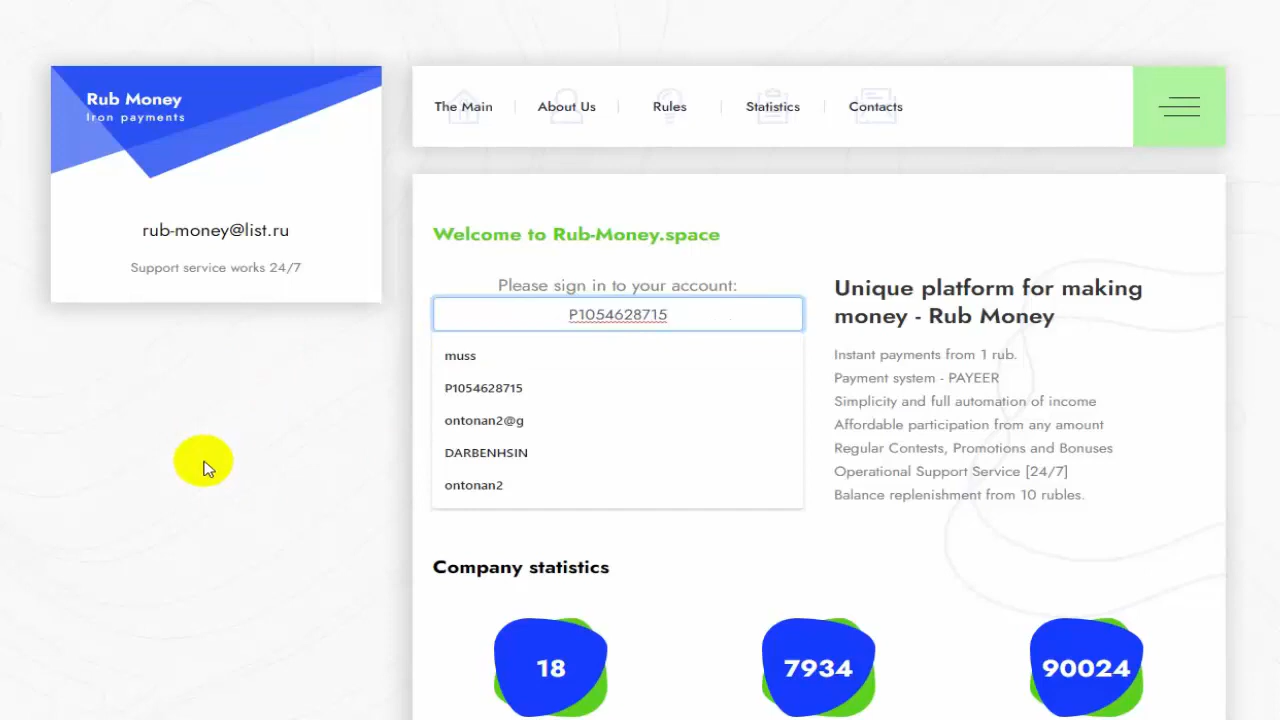 Rub Money
Iron payments
rub-money@list.ru
Support service works 24/7
The Main
About Us
Rules
Statistics
Contacts
Welcome to Rub-Money.space
Please sign in to your account:
P1054628715
muss
P1054628715
ontonan2@g
DARBENHSIN
ontonan2
Unique platform for making
money - Rub Money
Instant payments from 1 rub.
Payment system - PAYEER
Simplicity and full automation of income
Affordable participation from any amount
Regular Contests, Promotions and Bonuses
Operational Support Service [24/7]
Balance replenishment from 10 rubles.
Company statistics
18
7934
90024